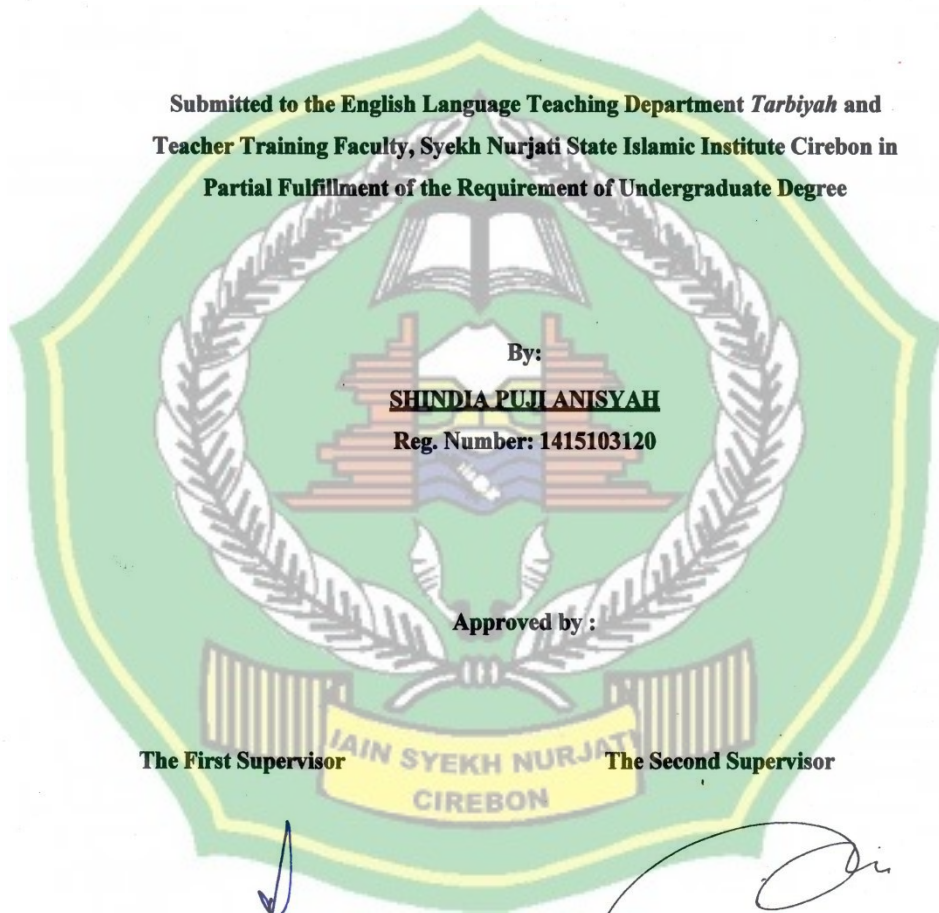 Submitted to the English Language Teaching Department Tarbiyah and
Teacher Training Faculty, Syekh Nurjati State Islamic Institute Cirebon in
Partial Fulfillment of the Requirement of Undergraduate Degree
By:
SHINDIA PUJI ANISYAH
Reg. Number: 1415103120
Approved by :
The First Supervisor The Second Supervisor
IAIN SYEKH NURJATI
CIREBON